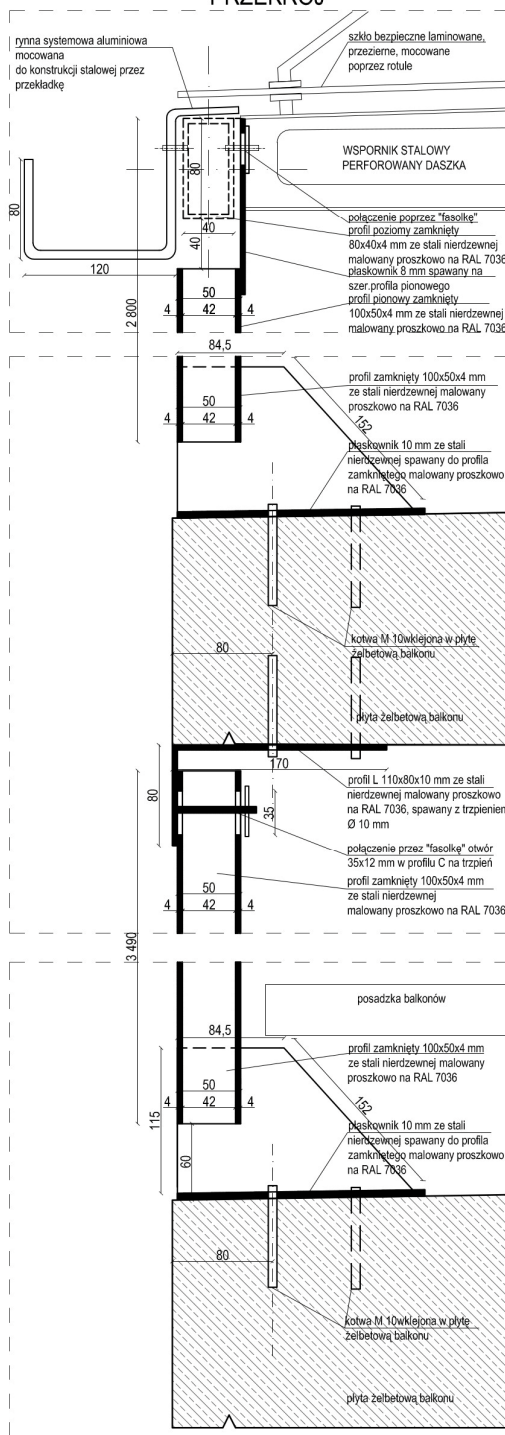 PRZEKRÓJ
rynna systemowa aluminiowa
mocowana
do konstrukcji stalowej przez
przekładkę
szkło bezpieczne laminowane,
przezierne, mocowane
poprzez rotule
WSPORNIK STALOWY
PERFOROWANY DASZKA
80
80
40
40
120
połączenie poprzez "fasolkę"
profil poziomy zamknięty
80x40x4 mm ze stali nierdzewnej
malowany proszkowo na RAL 7036
płaskownik 8 mm spawany na
szer.profila pionowego
profil pionowy zamknięty
100x50x4 mm ze stali nierdzewnej
malowany proszkowo na RAL 7036
50
4 42 4
2 800
84,5
profil zamknięty 100x50x4 mm
ze stali nierdzewnej malowany
proszkowo na RAL 7036
50
4 42 4
152
płaskownik 10 mm ze stali
nierdzewnej spawany do profila
zamkniętego malowany proszkowo
na RAL 7036
80
kotwa M 10wklejona w płytę
żelbetową balkonu
płyta żelbetową balkonu
170
80
35
profil L 110x80x10 mm ze stali
nierdzewnej malowany proszkowo
na RAL 7036, spawany z trzpieniem
Ø 10 mm
połączenie przez "fasolkę" otwór
35x12 mm w profilu C na trzpień
profil zamknięty 100x50x4 mm
ze stali nierdzewnej
malowany proszkowo na RAL 7036
50
4 42 4
3 490
posadzka balkonów
84,5
profil zamknięty 100x50x4 mm
ze stali nierdzewnej malowany
proszkowo na RAL 7036
50
4 42 4
152
115
60
płaskownik 10 mm ze stali
nierdzewnej spawany do profila
zamkniętego malowany proszkowo
na RAL 7036
80
kotwa M 10wklejona w płytę
żelbetową balkonu
płyta żelbetową balkonu